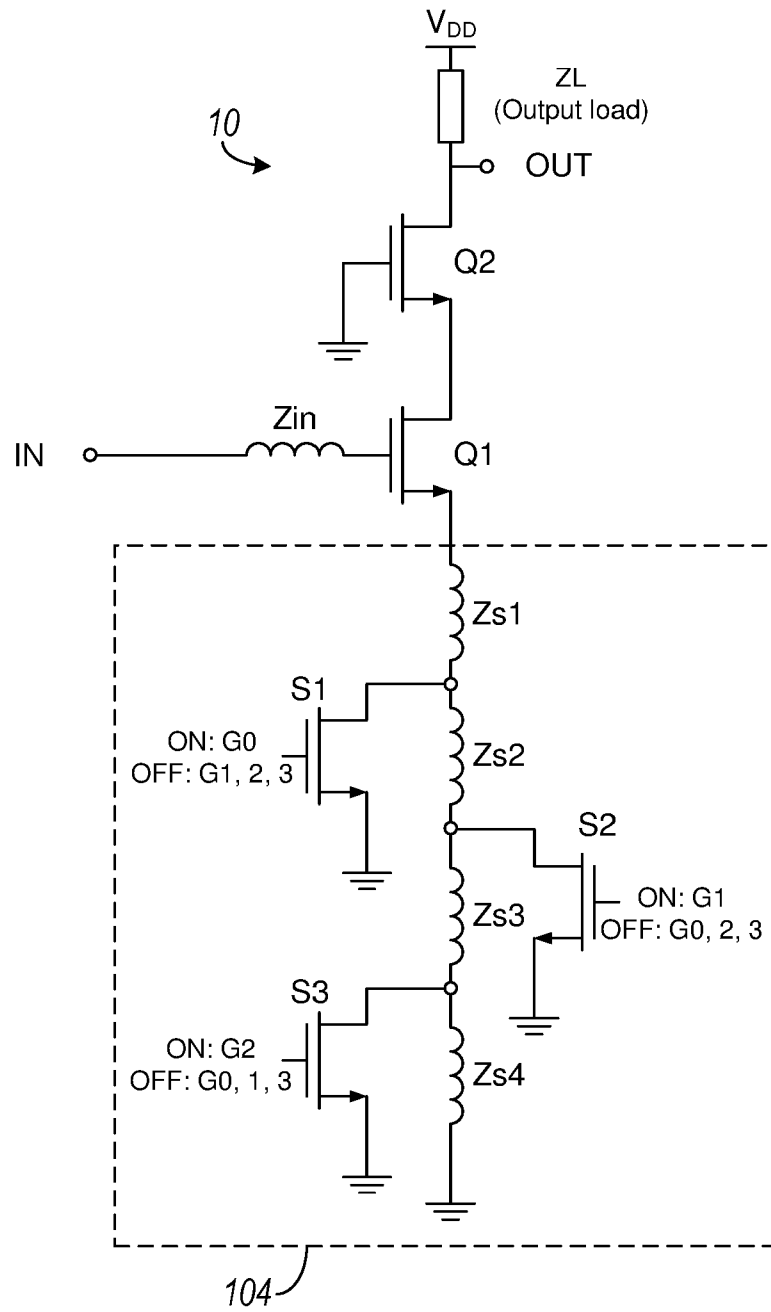 VDD
ZL
(Output load)
10
OUT
Q2
Zin
IN
Q1
Zs1
S1
ON: G0
OFF: G1, 2, 3
Zs2
S2
ON: G1
OFF: G0, 2, 3
Zs3
S3
ON: G2
OFF: G0, 1, 3
Zs4
104